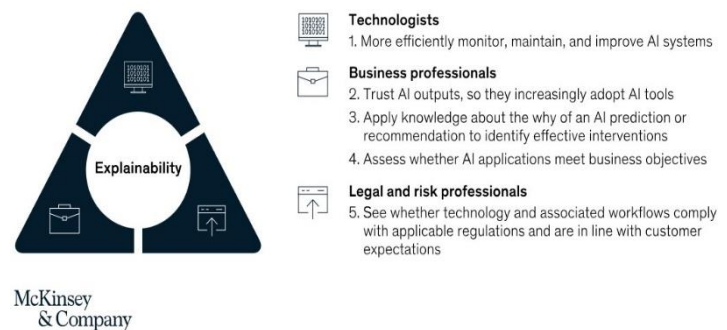 Explainability
Technologists
1. More efficiently monitor, maintain, and improve AI systems
Business professionals
2. Trust AI outputs, so they increasingly adopt AI tools
3. Apply knowledge about the why of an AI prediction or
recommendation to identify effective interventions
4. Assess whether AI applications meet business objectives
Legal and risk professionals
5. See whether technology and associated workflows comply
with applicable regulations and are in line with customer
expectations
McKinsey
& Company